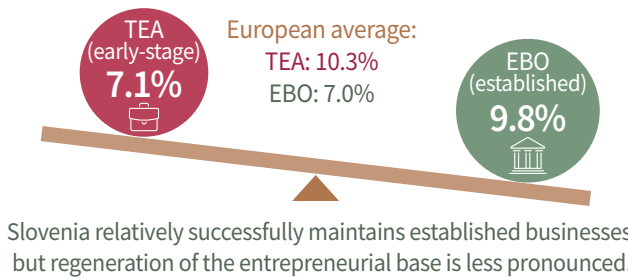 TEA
(early-stage)
7.1%
European average:
TEA: 10.3%
EBO: 7.0%
EBO
(established)
9.8%
Slovenia relatively successfully maintains established businesses
but regeneration of the entrepreneurial base is less pronounced.